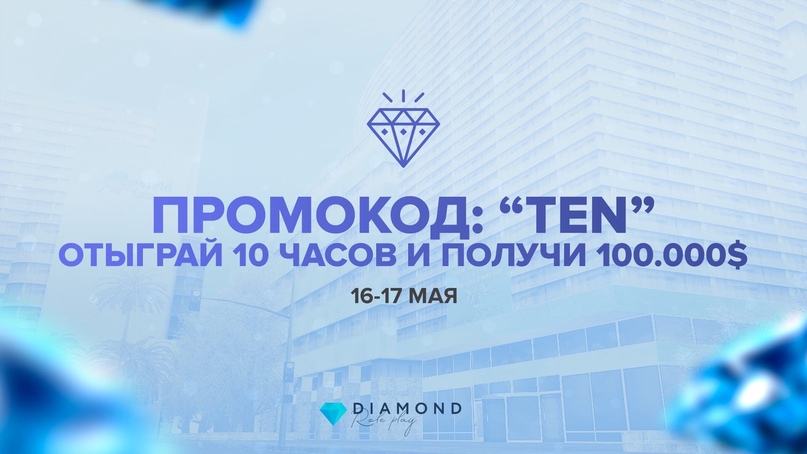 ПРОМОКОД: “TEN”
ОТЫГРАЙ 10 ЧАСОВ И ПОЛУЧИ 100.000$
16-17 МАЯ
DIAMOND
Role play